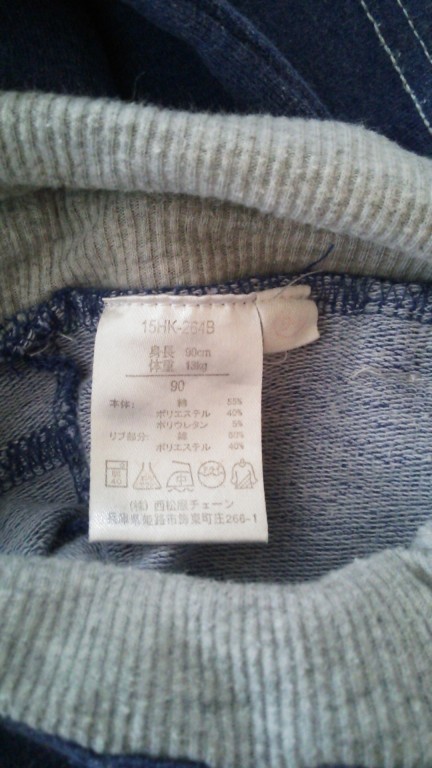 15HK-264B
身長 90cm
体重 13kg
90
本体: 綿 53%
ポリエステル 40%
ポリウレタン 5%
リブ部分: 綿 60%
ポリエステル 40%
中
(株) 西松屋チェーン
兵庫県姫路市飾東町庄266-1